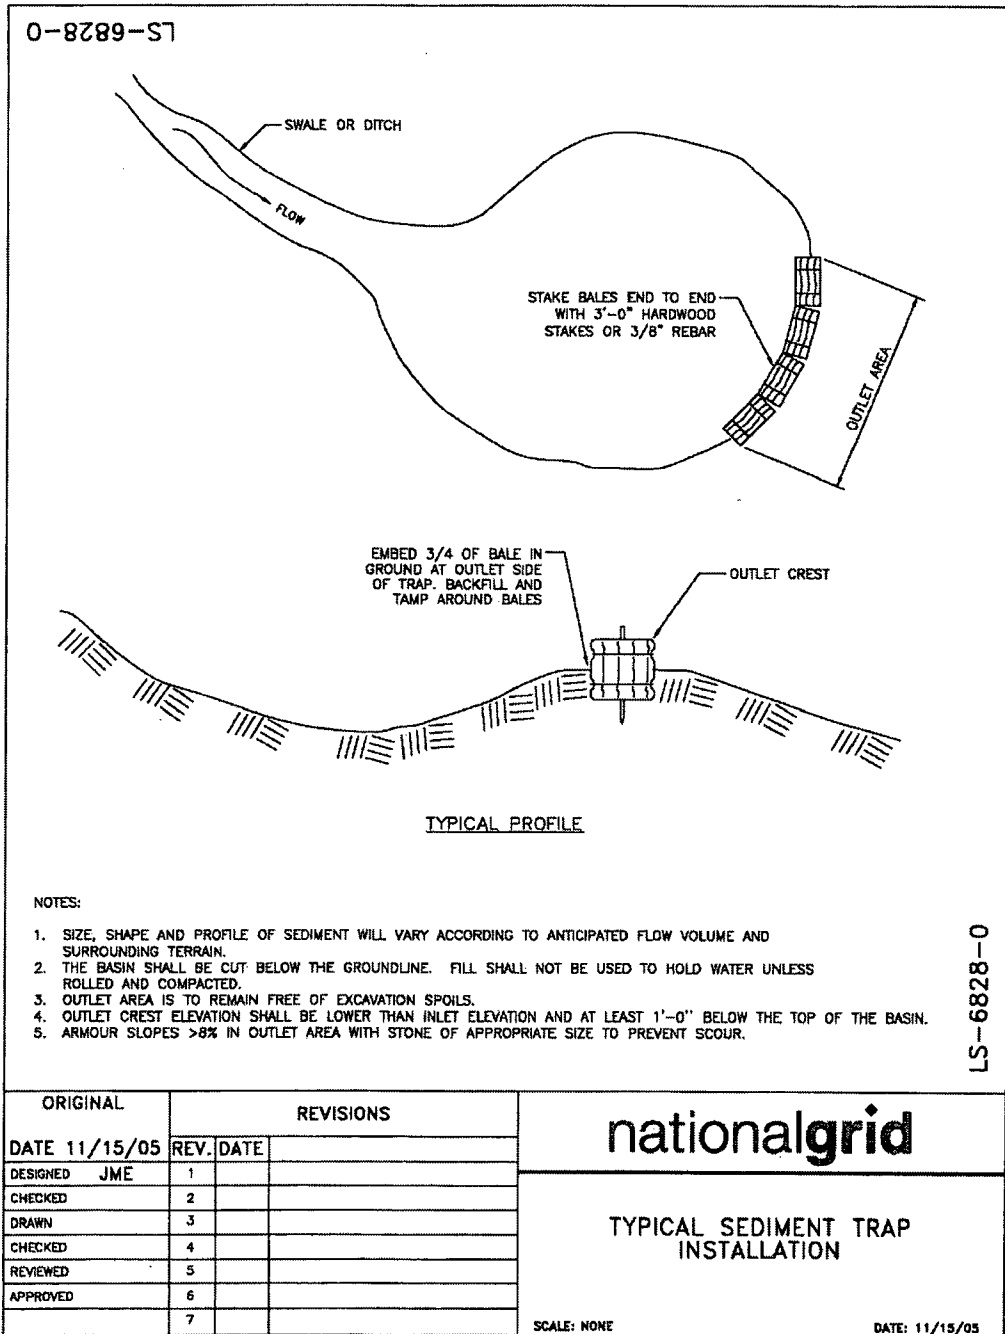 LS-6828-0
SWALE OR DITCH
FLOW
STAKE BALES END TO END
WITH 3'-0" HARDWOOD
STAKES OR 3/8" REBAR
OUTLET AREA
EMBED 3/4 OF BALE IN
GROUND AT OUTLET SIDE
OF TRAP. BACKFILL AND
TAMP AROUND BALES
OUTLET CREST
TYPICAL PROFILE
NOTES:
1. SIZE, SHAPE AND PROFILE OF SEDIMENT WILL VARY ACCORDING TO ANTICIPATED FLOW VOLUME AND
SURROUNDING TERRAIN.
2. THE BASIN SHALL BE CUT BELOW THE GROUNDLINE. FILL SHALL NOT BE USED TO HOLD WATER UNLESS
ROLLED AND COMPACTED.
3. OUTLET AREA IS TO REMAIN FREE OF EXCAVATION SPOILS.
4. OUTLET CREST ELEVATION SHALL BE LOWER THAN INLET ELEVATION AND AT LEAST 1'-0" BELOW THE TOP OF THE BASIN.
5. ARMOUR SLOPES >8% IN OUTLET AREA WITH STONE OF APPROPRIATE SIZE TO PREVENT SCOUR.
LS-6828-0
ORIGINAL
DATE 11/15/05
DESIGNED JME
CHECKED
DRAWN
CHECKED
REVIEWED
APPROVED
REVISIONS
REV. DATE
1
2
3
4
5
6
7
nationalgrid
TYPICAL SEDIMENT TRAP
INSTALLATION
SCALE: NONE DATE: 11/15/05